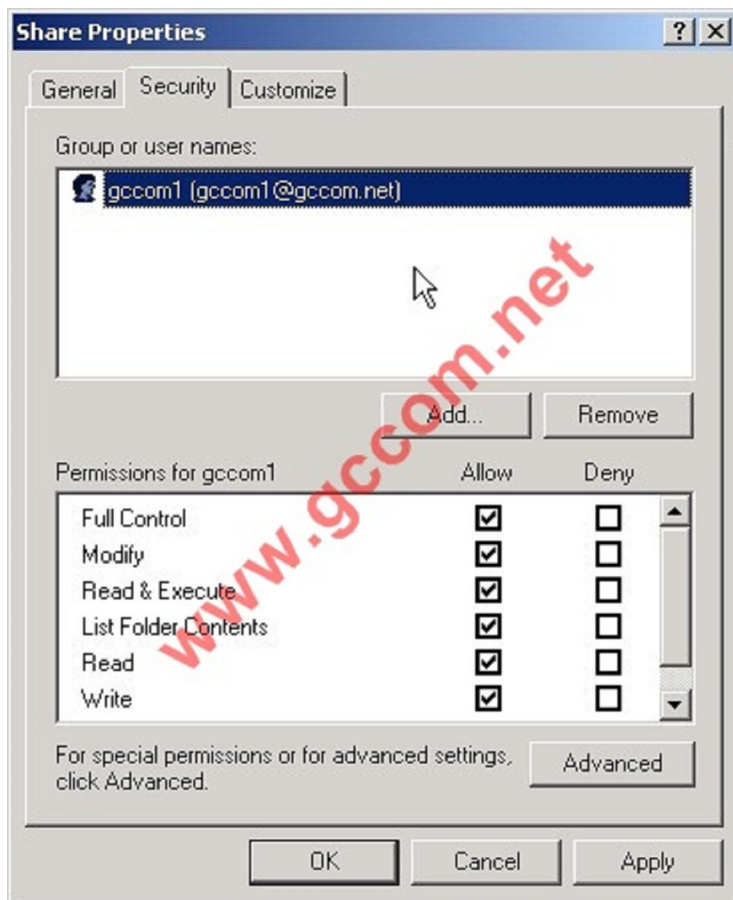 Share Properties
General Security Customize
Group or user names:
gccom1 (gccom1@gccom.net)
Add... Remove
Permissions for gccom1 Allow Deny
Full Control
Modify
Read & Execute
List Folder Contents
Read
Write
For special permissions or for advanced settings,
click Advanced.
Advanced
OK Cancel Apply
www.gccom.net